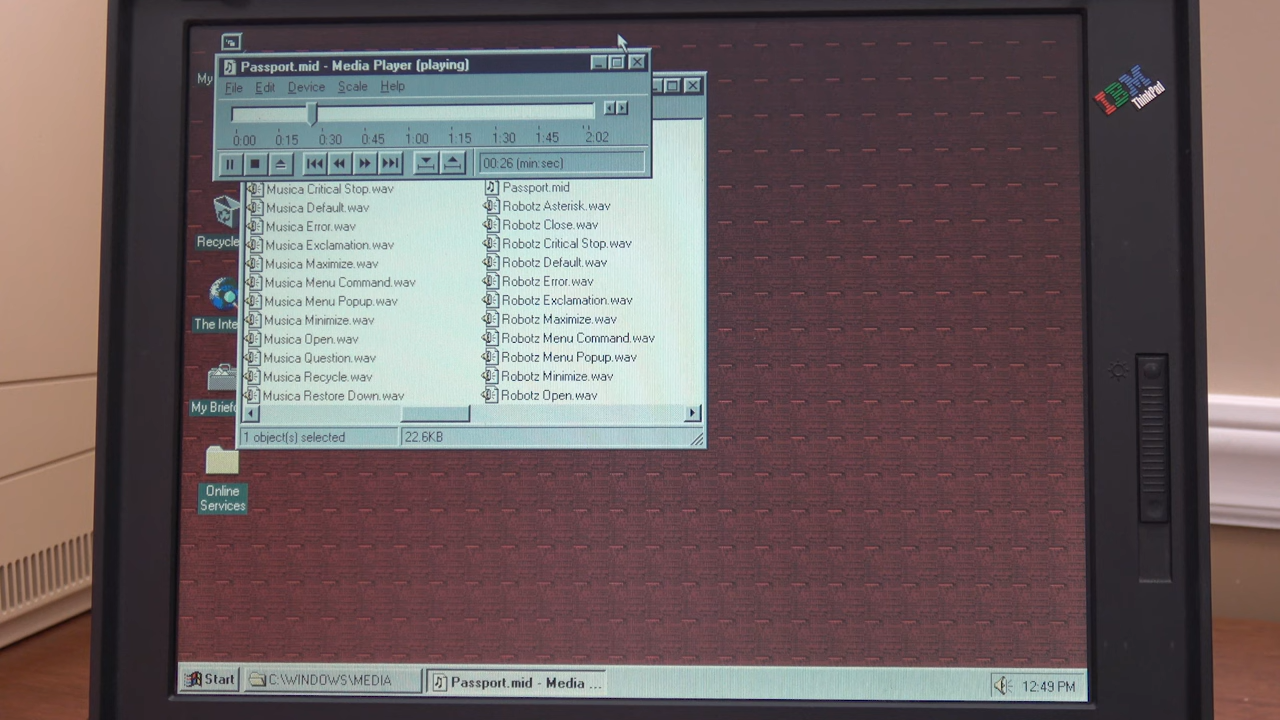 My
Passport.mid - Media Player (playing)
File Edit Device Scale Help
0:00 0:15 0:30 0:45 1:00 1:15 1:30 1:45 2:02
00:26 (min:sec)
Musica Critical Stop.wav
Musica Default.wav
Musica Error.wav
Musica Exclamation.wav
Musica Maximize.wav
Musica Menu Command.wav
Musica Menu Popup.wav
Musica Minimize.wav
Musica Open.wav
Musica Question.wav
Musica Recycle.wav
Musica Restore Down.wav
Passport.mid
Robotz Asterisk.wav
Robotz Close.wav
Robotz Critical Stop.wav
Robotz Default.wav
Robotz Error.wav
Robotz Exclamation.wav
Robotz Maximize.wav
Robotz Menu Command.wav
Robotz Menu Popup.wav
Robotz Minimize.wav
Robotz Open.wav
1 object(s) selected 22.6KB
Recycle
The Inte
My Briefc
Online
Services
Start C:\WINDOWS\MEDIA Passport.mid - Media ... 12:49 PM
IBM
ThinkPad